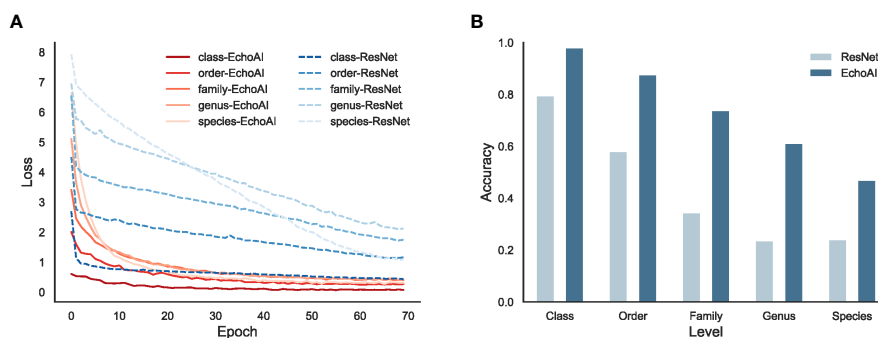 A
8
7
6
5
4
3
2
1
0
Loss
class-EchoAI
order-EchoAI
family-EchoAI
genus-EchoAI
species-EchoAI
class-ResNet
order-ResNet
family-ResNet
genus-ResNet
species-ResNet
0 10 20 30 40 50 60 70
Epoch
B
1.0
0.8
0.6
0.4
0.2
0.0
Accuracy
ResNet
EchoAI
Class Order Family Genus Species
Level